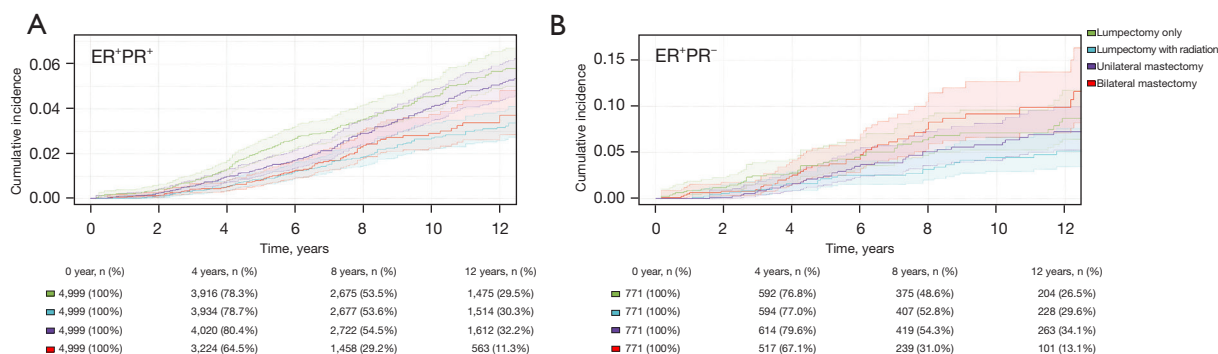 A
ER⁺PR⁺
Cumulative incidence
0.06
0.04
0.02
0.00
0 2 4 6 8 10 12
Time, years
0 year, n (%) 4 years, n (%) 8 years, n (%) 12 years, n (%)
4,999 (100%) 3,916 (78.3%) 2,675 (53.5%) 1,475 (29.5%)
4,999 (100%) 3,934 (78.7%) 2,677 (53.6%) 1,514 (30.3%)
4,999 (100%) 4,020 (80.4%) 2,722 (54.5%) 1,612 (32.2%)
4,999 (100%) 3,224 (64.5%) 1,458 (29.2%) 563 (11.3%)
B
ER⁺PR⁻
Cumulative incidence
0.15
0.10
0.05
0.00
0 2 4 6 8 10 12
Time, years
Lumpectomy only
Lumpectomy with radiation
Unilateral mastectomy
Bilateral mastectomy
0 year, n (%) 4 years, n (%) 8 years, n (%) 12 years, n (%)
771 (100%) 592 (76.8%) 375 (48.6%) 204 (26.5%)
771 (100%) 594 (77.0%) 407 (52.8%) 228 (29.6%)
771 (100%) 614 (79.6%) 419 (54.3%) 263 (34.1%)
771 (100%) 517 (67.1%) 239 (31.0%) 101 (13.1%)